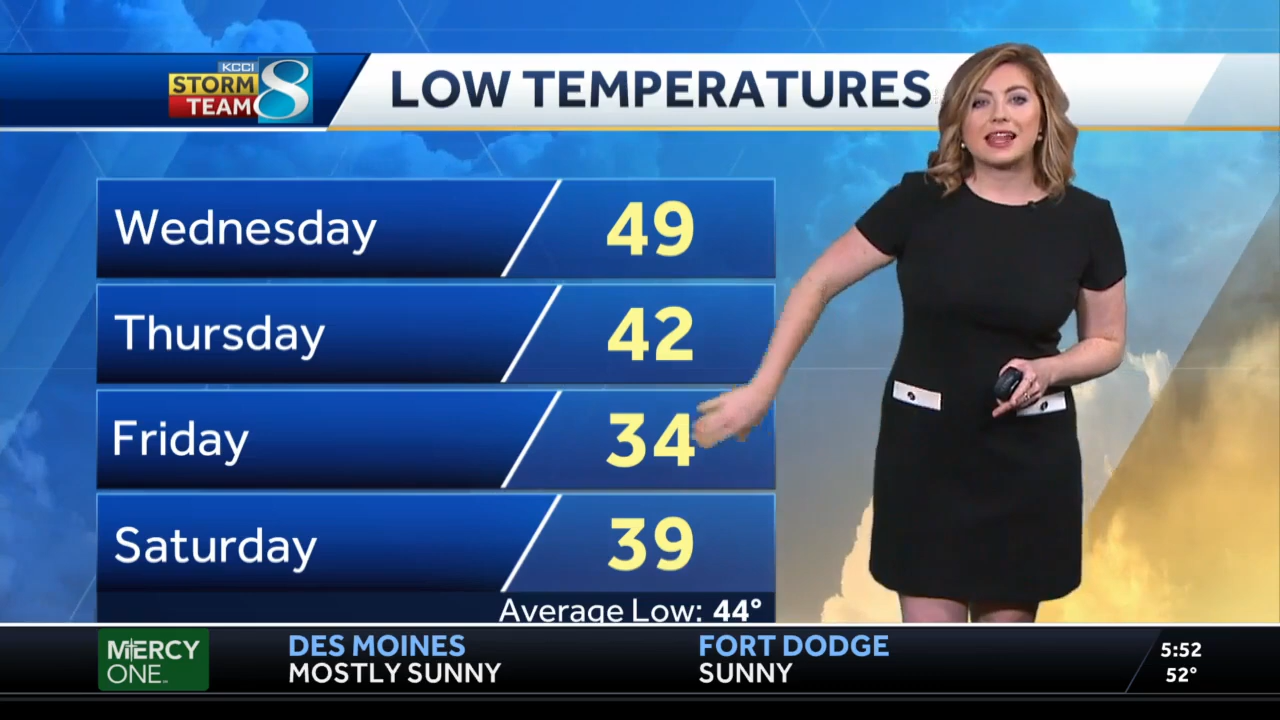 KCCI
STORM
TEAM 8
LOW TEMPERATURES
Wednesday 49
Thursday 42
Friday 34
Saturday 39
Average Low: 44°
MERCY
ONE
DES MOINES
MOSTLY SUNNY
FORT DODGE
SUNNY
5:52
52°